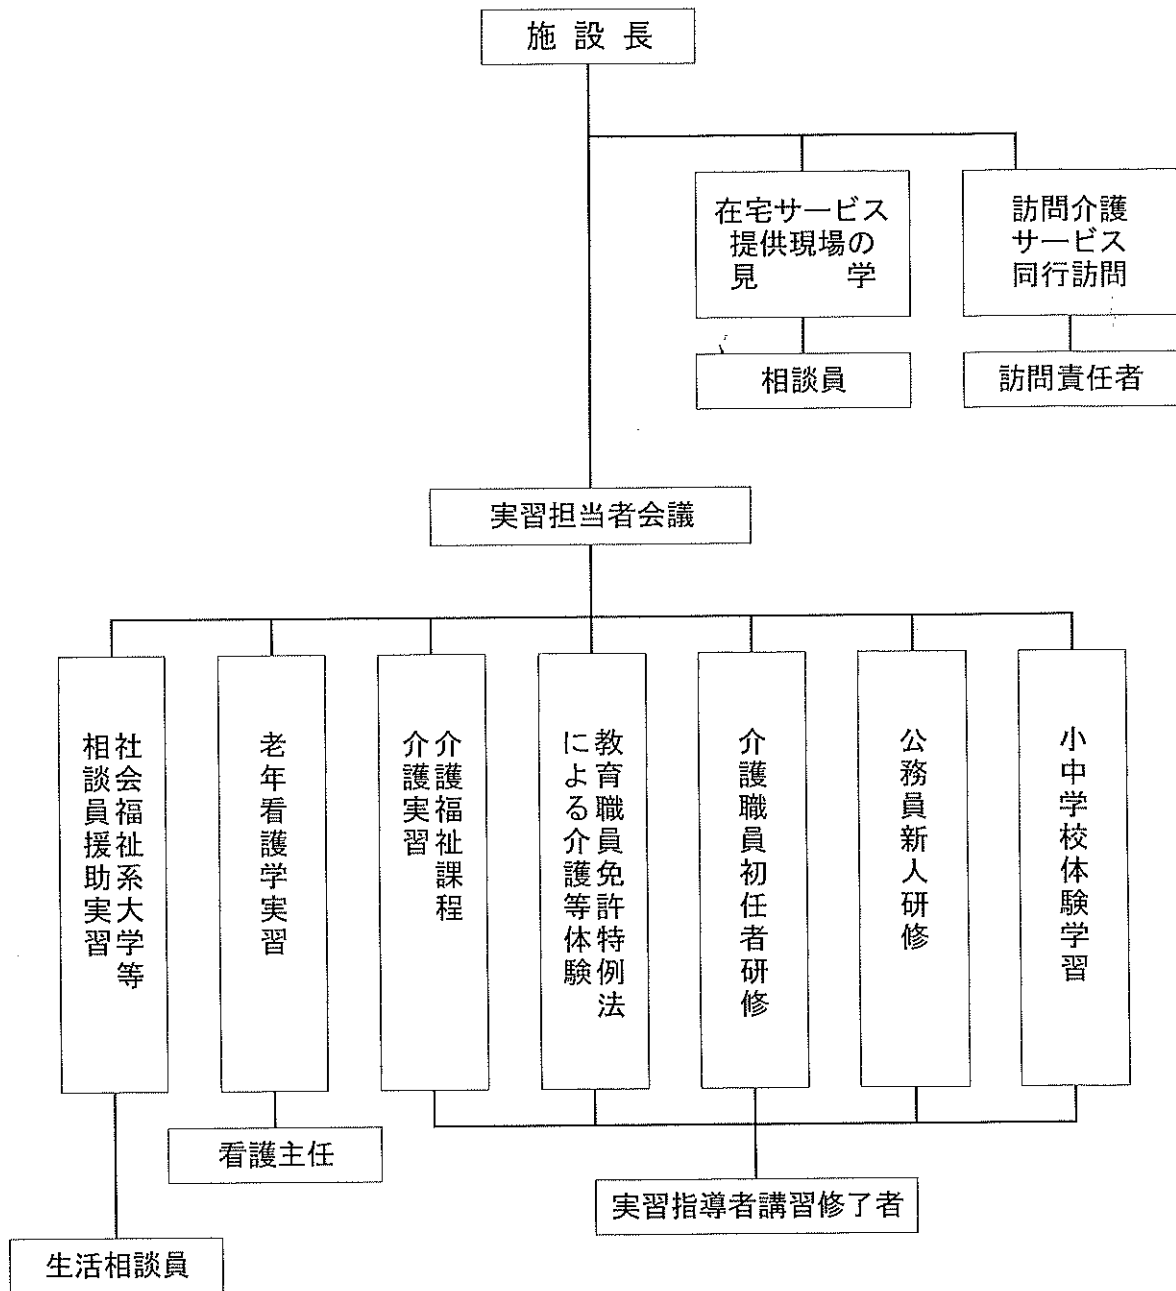 施設長
在宅サービス
提供現場の
見学
訪問介護
サービス
同行訪問
相談員
訪問責任者
実習担当者会議
社会福祉系大学等
相談員援助実習
老年看護学実習
介護福祉課程
介護実習
教育職員免許特例法
による介護等体験
介護職員初任者研修
公務員新人研修
小中学校体験学習
看護主任
実習指導者講習修了者
生活相談員